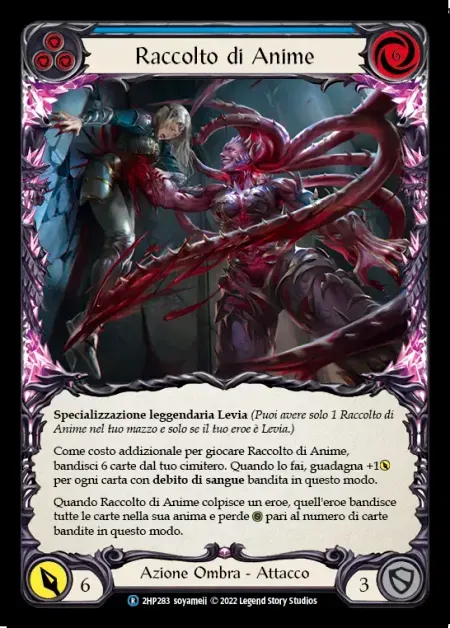 Raccolto di Anime
6
Specializzazione leggendaria Levia (Puoi avere solo 1 Raccolto di
Anime nel tuo mazzo e solo se il tuo eroe è Levia.)
Come costo addizionale per giocare Raccolto di Anime,
bandisci 6 carte dal tuo cimitero. Quando lo fai, guadagna +1
per ogni carta con debito di sangue bandita in questo modo.
Quando Raccolto di Anime colpisce un eroe, quell'eroe bandisce
tutte le carte nella sua anima e perde pari al numero di carte
bandite in questo modo.
6 Azione Ombra - Attacco 3
R 2HP283 soyameii © 2022 Legend Story Studios